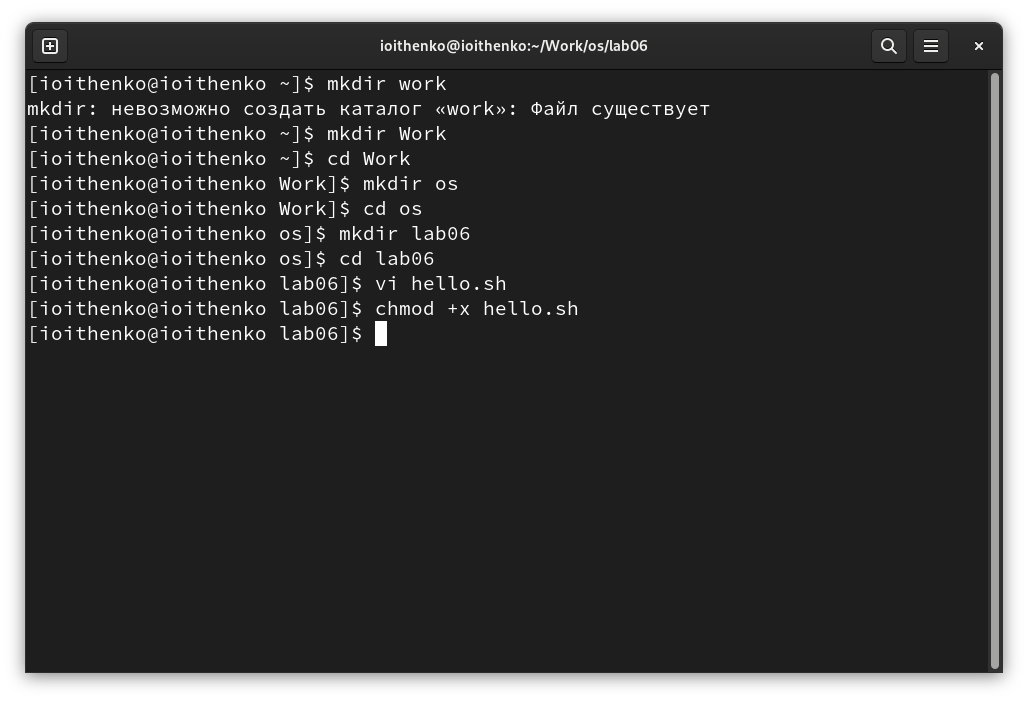 ioithenko@ioithenko:~/Work/os/lab06
[ioithenko@ioithenko ~]$ mkdir work
mkdir: невозможно создать каталог «work»: Файл существует
[ioithenko@ioithenko ~]$ mkdir Work
[ioithenko@ioithenko ~]$ cd Work
[ioithenko@ioithenko Work]$ mkdir os
[ioithenko@ioithenko Work]$ cd os
[ioithenko@ioithenko os]$ mkdir lab06
[ioithenko@ioithenko os]$ cd lab06
[ioithenko@ioithenko lab06]$ vi hello.sh
[ioithenko@ioithenko lab06]$ chmod +x hello.sh
[ioithenko@ioithenko lab06]$